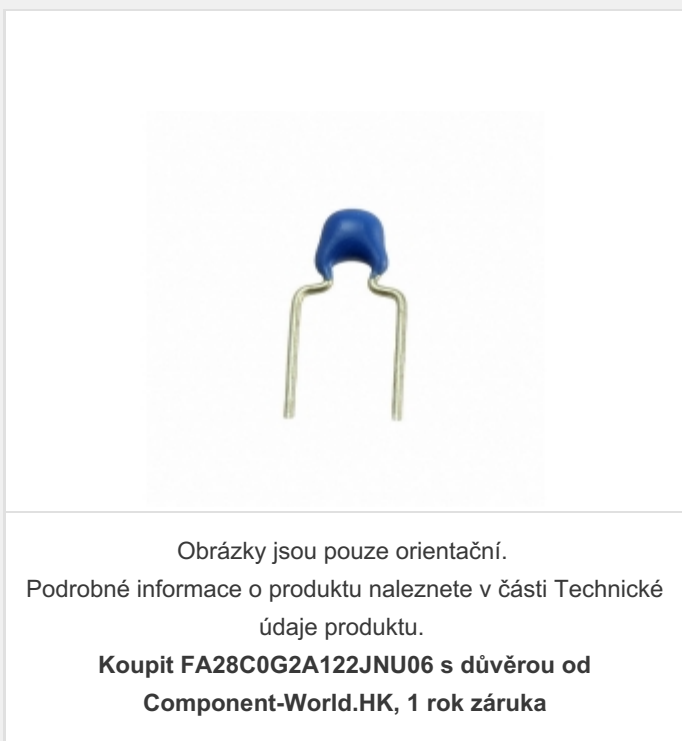 Obrázky jsou pouze orientační.
Podrobné informace o produktu naleznete v části Technické
údaje produktu.
Koupit FA28C0G2A122JNU06 s důvěrou od
Component-World.HK, 1 rok záruka